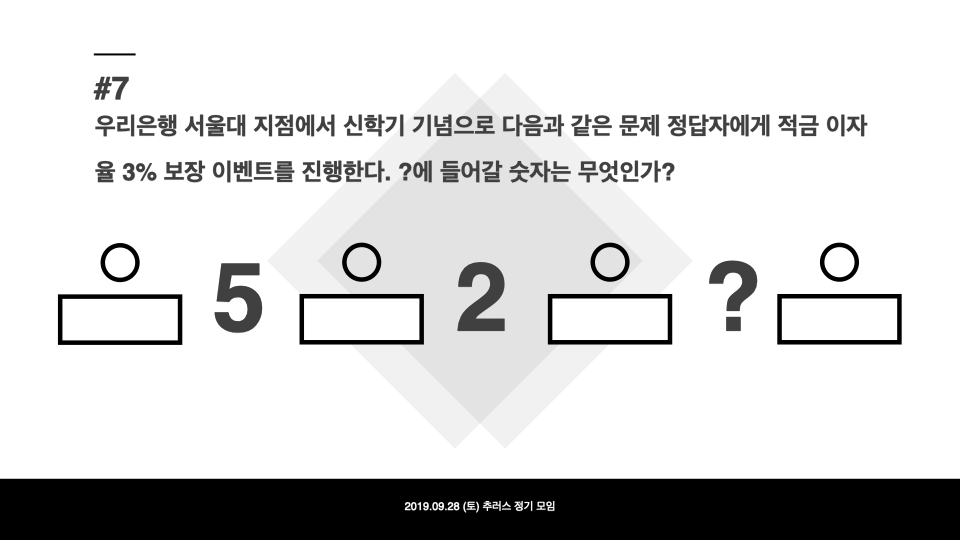 #7
우리은행 서울대 지점에서 신학기 기념으로 다음과 같은 문제 정답자에게 적금 이자
율 3% 보장 이벤트를 진행한다. ?에 들어갈 숫자는 무엇인가?
5 2 ?
2019.09.28 (토) 추러스 정기 모임